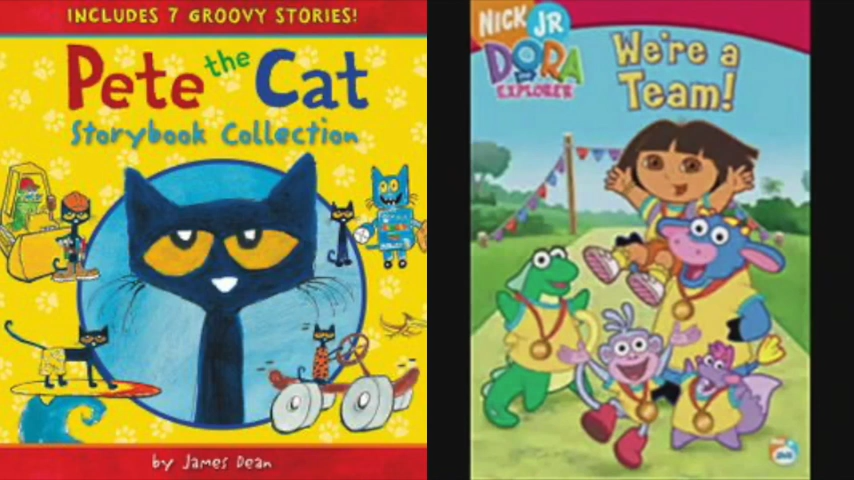 INCLUDES 7 GROOVY STORIES!
Pete the Cat
Storybook Collection
by James Dean
NICK JR
DORA
the
EXPLORER
We're a
Team!